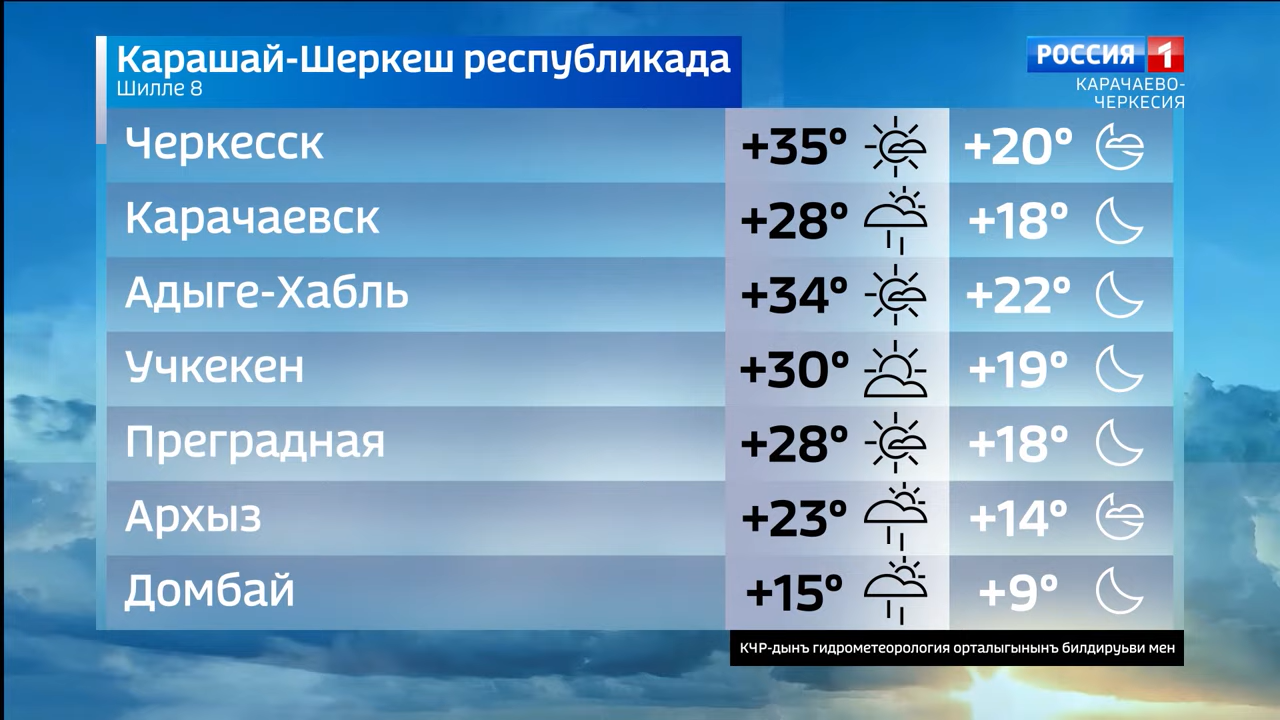 Карашай-Шеркеш республикада
Шилле 8
РОССИЯ 1
КАРАЧАЕВО-
ЧЕРКЕСИЯ
Черкесск +35° +20°
Карачаевск +28° +18°
Адыге-Хабль +34° +22°
Учкекен +30° +19°
Преградная +28° +18°
Архыз +23° +14°
Домбай +15° +9°
КЧР-дынъ гидрометеорология орталыгынынъ билдируьви мен